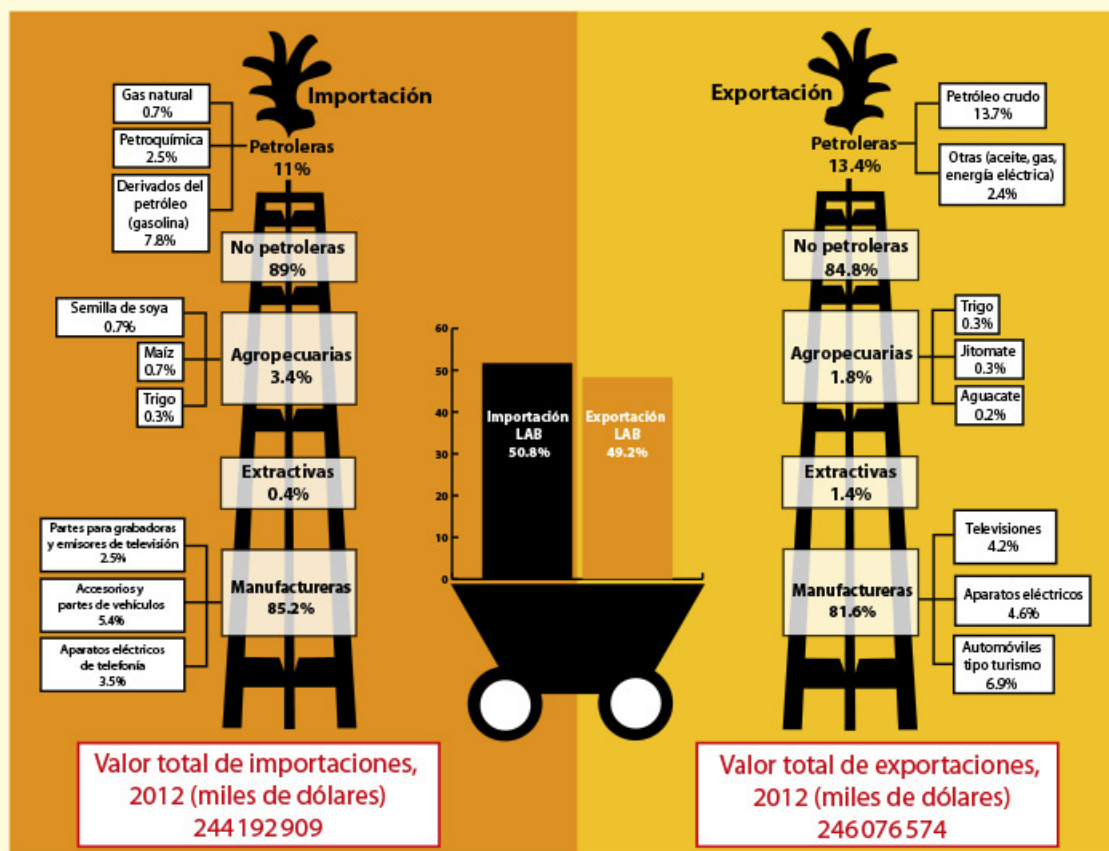 Importación
Petroleras
11%
Gas natural
0.7%
Petroquímica
2.5%
Derivados del
petróleo
(gasolina)
7.8%
No petroleras
89%
Agropecuarias
3.4%
Semilla de soya
0.7%
Maíz
0.7%
Trigo
0.3%
Extractivas
0.4%
Manufactureras
85.2%
Partes para grabadoras
y emisores de televisión
2.5%
Accesorios y
partes de vehículos
5.4%
Aparatos eléctricos
de telefonía
3.5%
Valor total de importaciones,
2012 (miles de dólares)
244 192 909
60
50
40
30
20
10
0
Importación
LAB
50.8%
Exportación
LAB
49.2%
Exportación
Petroleras
13.4%
Petróleo crudo
13.7%
Otras (aceite, gas,
energía eléctrica)
2.4%
No petroleras
84.8%
Agropecuarias
1.8%
Trigo
0.3%
Jitomate
0.3%
Aguacate
0.2%
Extractivas
1.4%
Manufactureras
81.6%
Televisiones
4.2%
Aparatos eléctricos
4.6%
Automóviles
tipo turismo
6.9%
Valor total de exportaciones,
2012 (miles de dólares)
246 076 574